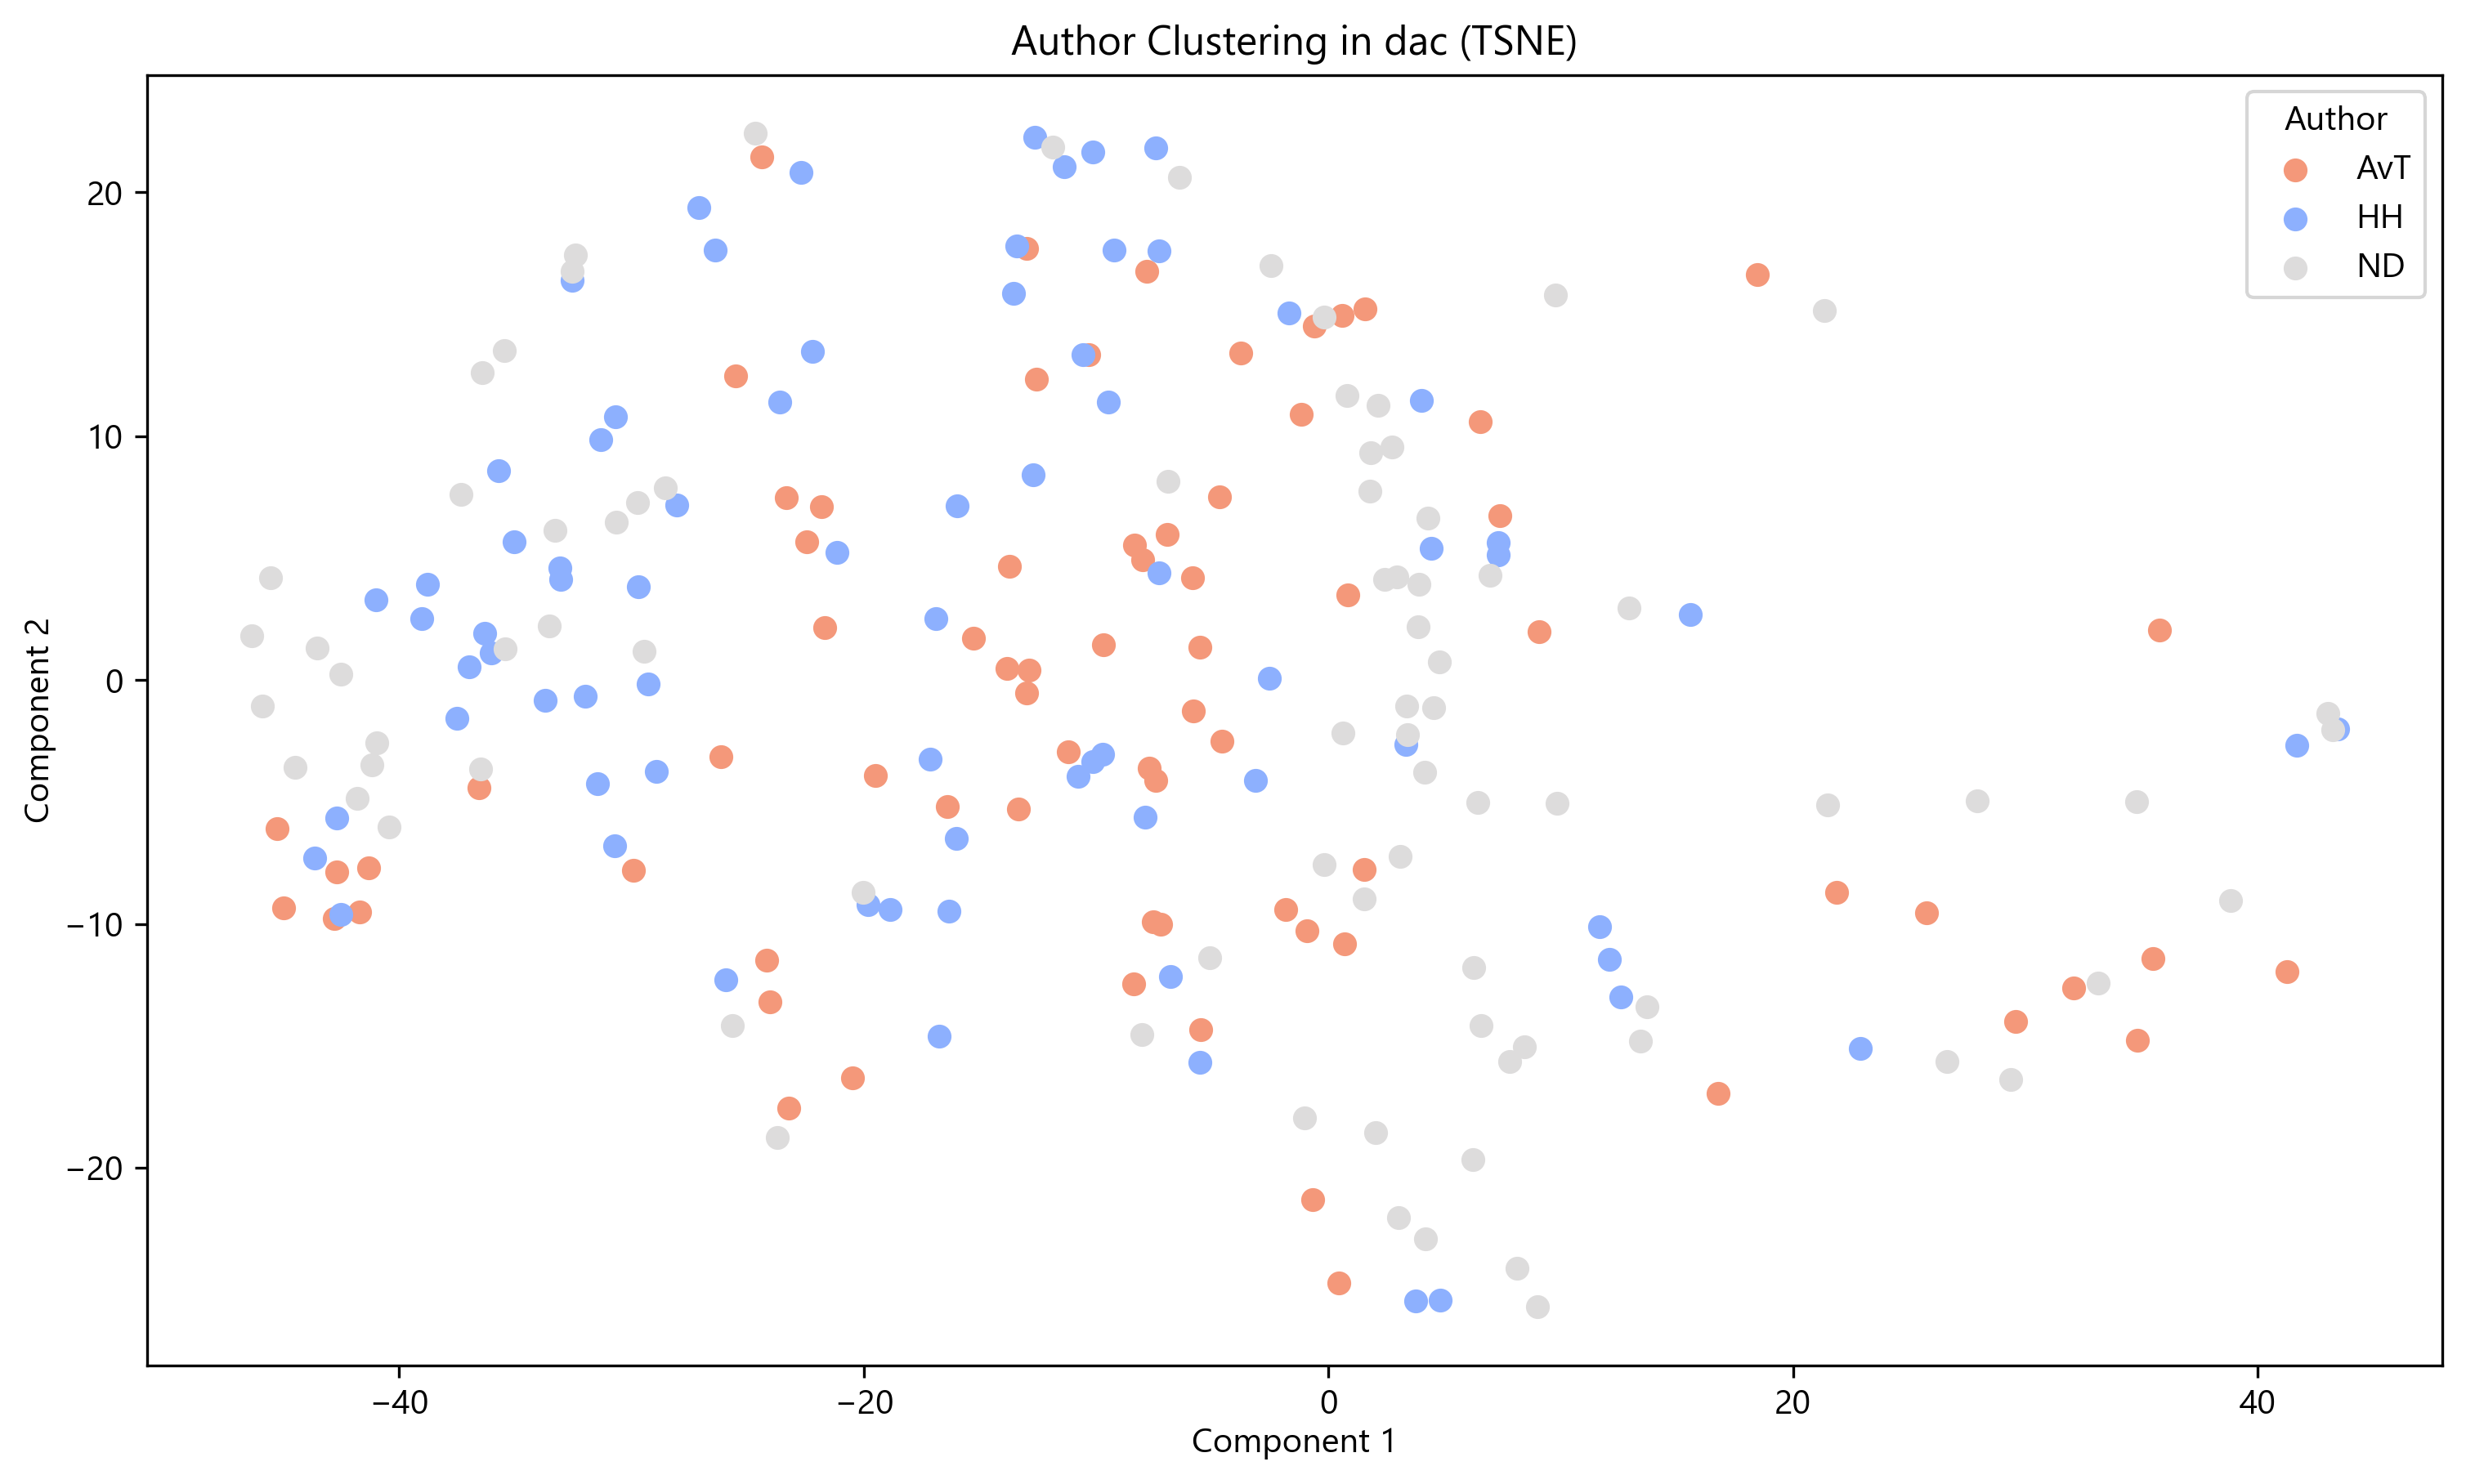 Author Clustering in dac (TSNE)
Author
AvT
HH
ND
Component 2
20
10
0
−10
−20
−40
−20
0
20
40
Component 1